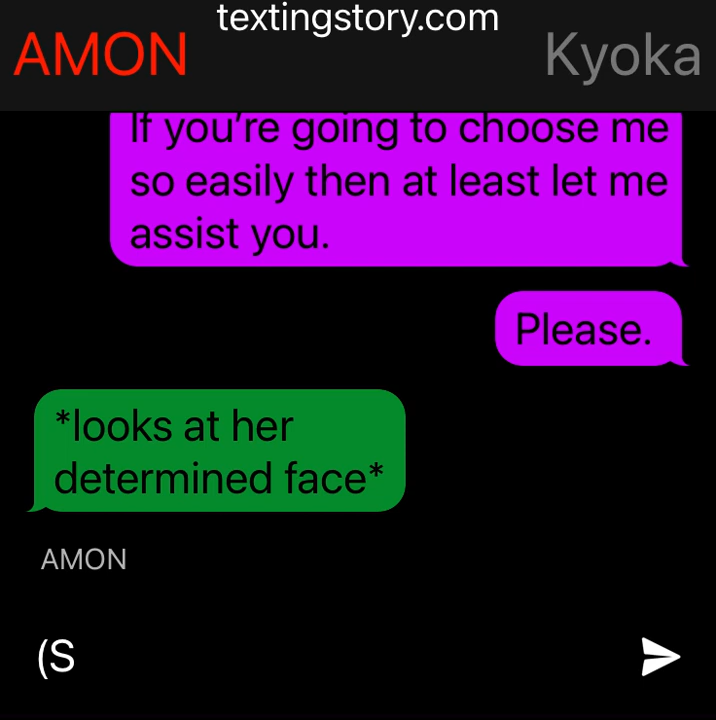 textingstory.com
AMON Kyoka
If you’re going to choose me
so easily then at least let me
assist you.
Please.
*looks at her
determined face*
AMON
(S